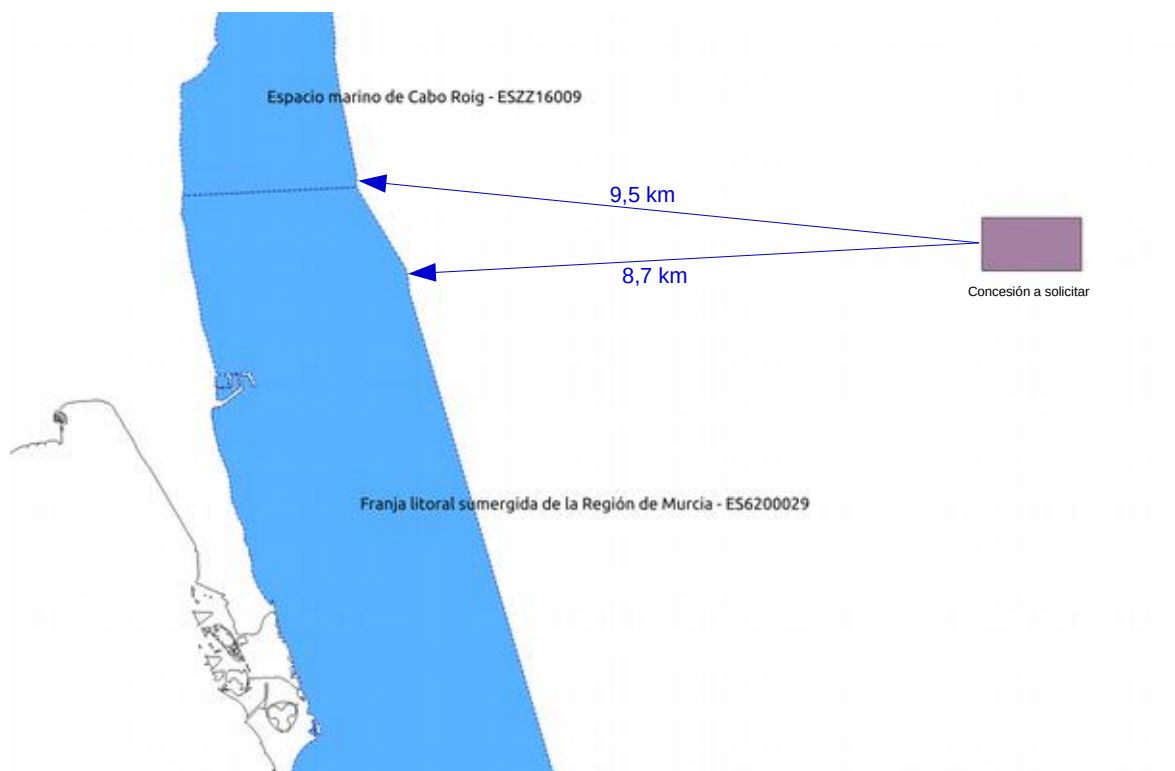 Espacio marino de Cabo Roig - ESZZ16009
9,5 km
8,7 km
Concesión a solicitar
Franja litoral sumergida de la Región de Murcia - ES6200029